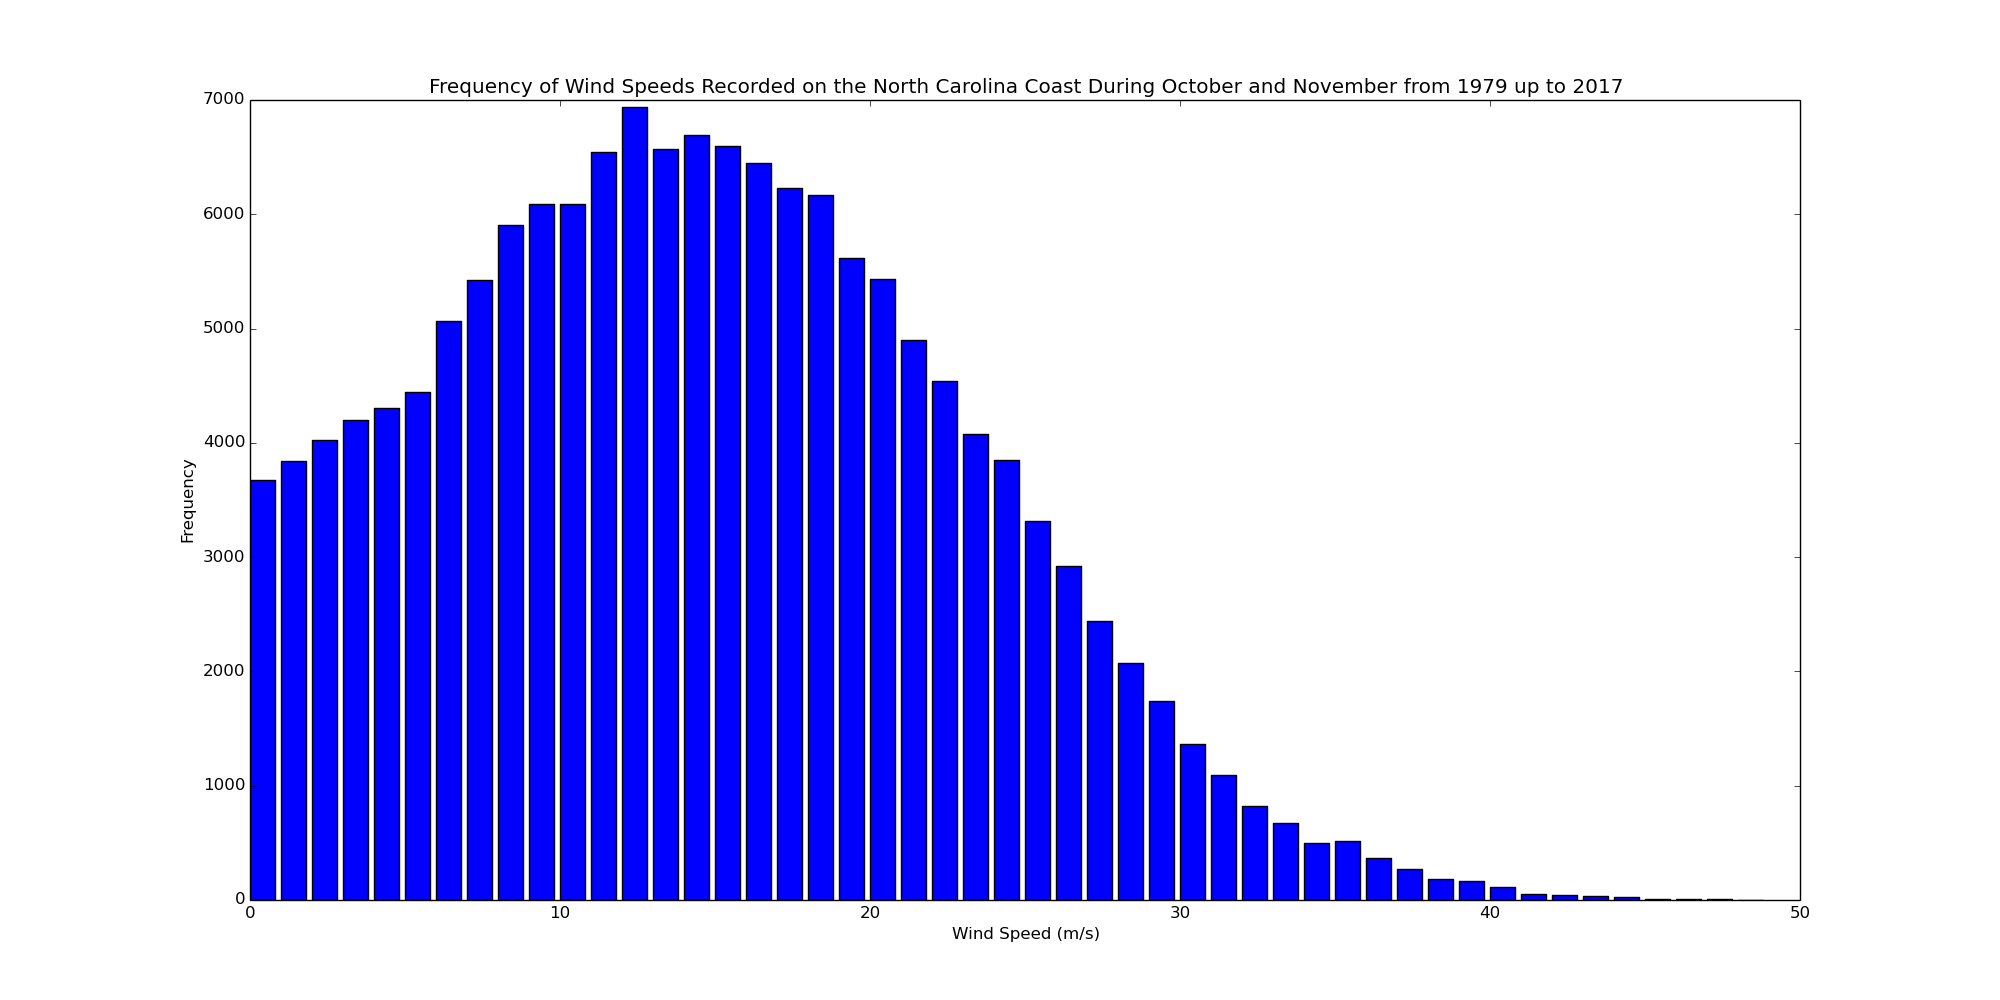 Frequency of Wind Speeds Recorded on the North Carolina Coast During October and November from 1979 up to 2017
7000
6000
5000
4000
3000
2000
1000
0
Frequency
0 10 20 30 40 50
Wind Speed (m/s)